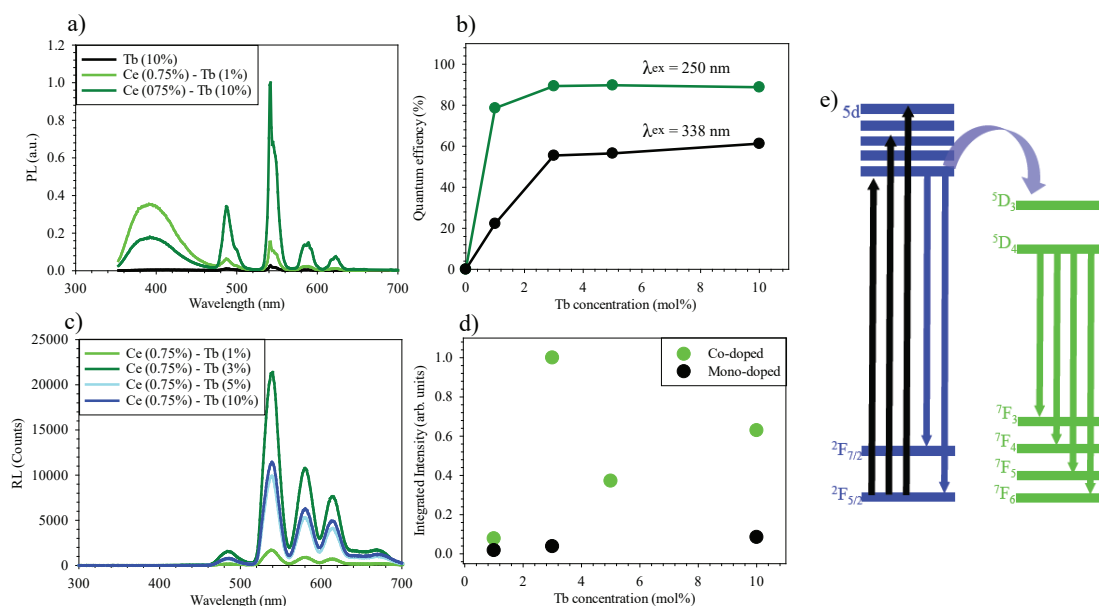 a)
1.2
1.0
0.8
0.6
0.4
0.2
0.0
PL (a.u.)
Tb (10%)
Ce (0.75%) - Tb (1%)
Ce (075%) - Tb (10%)
300 400 500 600 700
Wavelength (nm)
b)
100
80
60
40
20
0
Quantum effiency (%)
λex = 250 nm
λex = 338 nm
0 2 4 6 8 10
Tb concentration (mol%)
c)
25000
20000
15000
10000
5000
0
RL (Counts)
Ce (0.75%) - Tb (1%)
Ce (0.75%) - Tb (3%)
Ce (0.75%) - Tb (5%)
Ce (0.75%) - Tb (10%)
300 400 500 600 700
Wavelength (nm)
d)
1.0
0.8
0.6
0.4
0.2
0.0
Integrated Intensity (arb. units)
Co-doped
Mono-doped
0 2 4 6 8 10
Tb concentration (mol%)
e)
5d
⁵D₃
⁵D₄
⁷F₃
⁷F₄
⁷F₅
⁷F₆
²F₇/₂
²F₅/₂